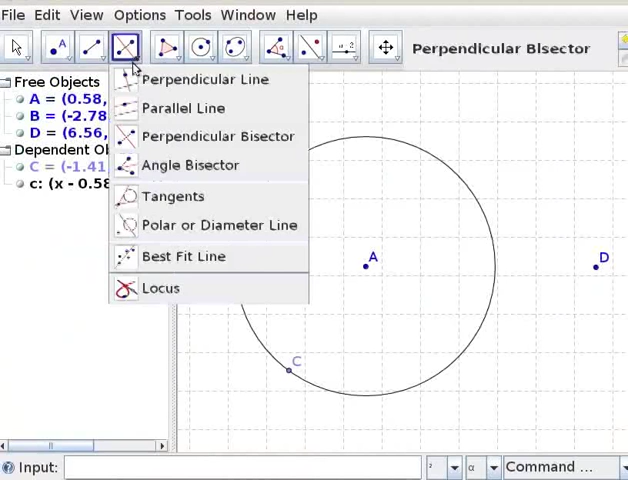 File Edit View Options Tools Window Help
A
a
a=2
Perpendicular BIsector
Free Objects
A = (0.58,
B = (-2.78
D = (6.56,
Dependent Ob
C = (-1.41
c: (x - 0.58
Perpendicular Line
Parallel Line
Perpendicular Bisector
Angle Bisector
Tangents
Polar or Diameter Line
Best Fit Line
Locus
A
D
C
Input:
²
α
Command ...